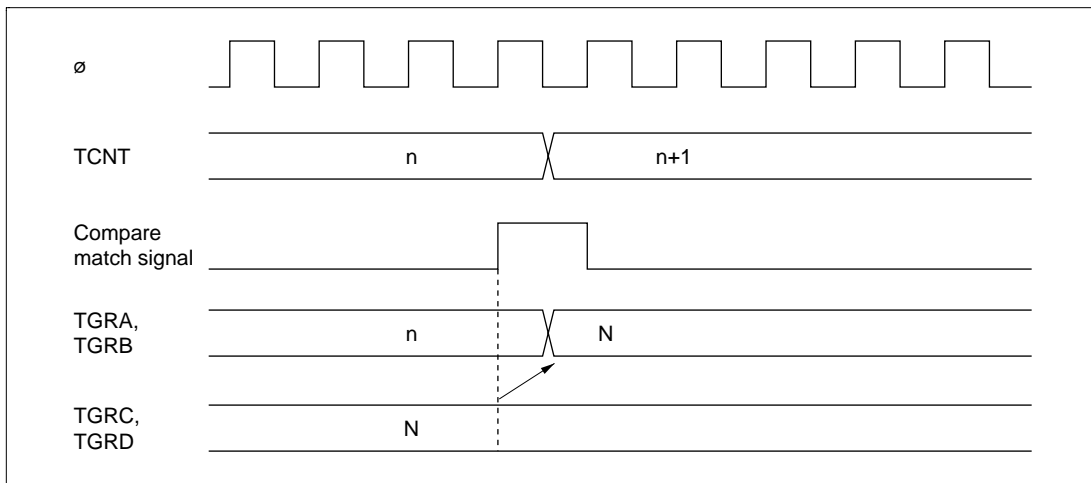 ø
TCNT
n
n+1
Compare
match signal
TGRA,
TGRB
n
N
TGRC,
TGRD
N